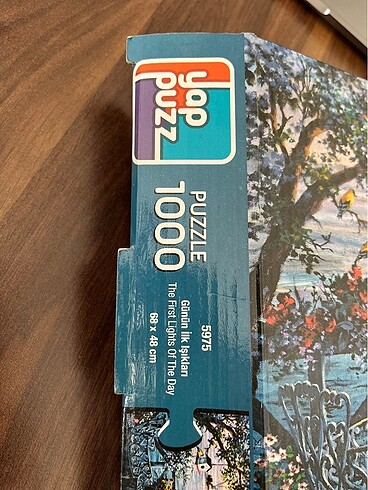 yap
puzz
PUZZLE
1000
5975
Günün İlk Işıkları
The First Lights Of The Day
68 x 48 cm